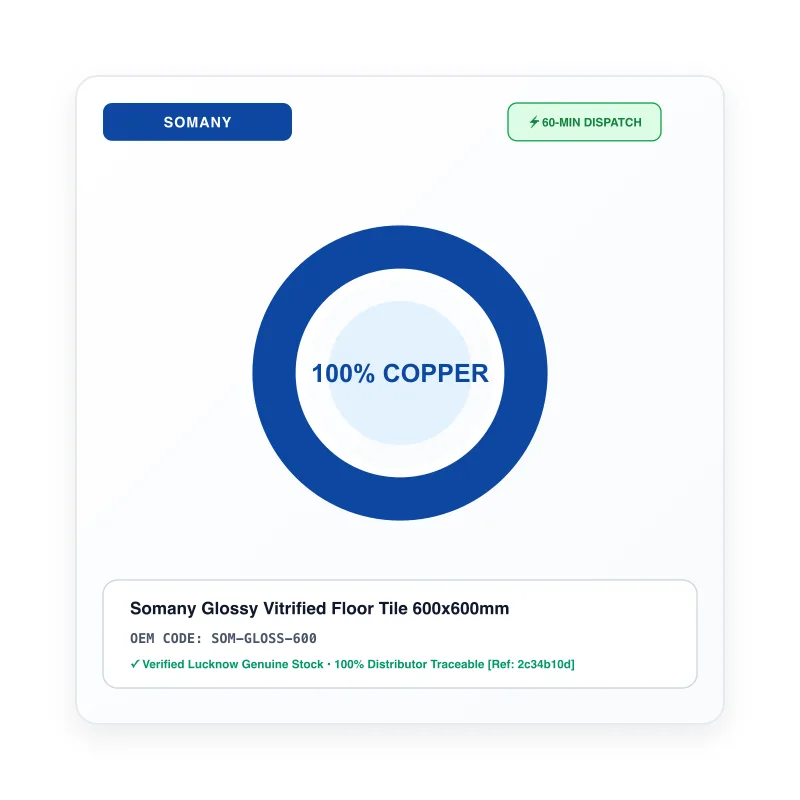 SOMANY
⚡60-MIN DISPATCH
100% COPPER
Somany Glossy Vitrified Floor Tile 600x600mm
OEM CODE: SOM-GLOSS-600
✓ Verified Lucknow Genuine Stock · 100% Distributor Traceable [Ref: 2c34b10d]